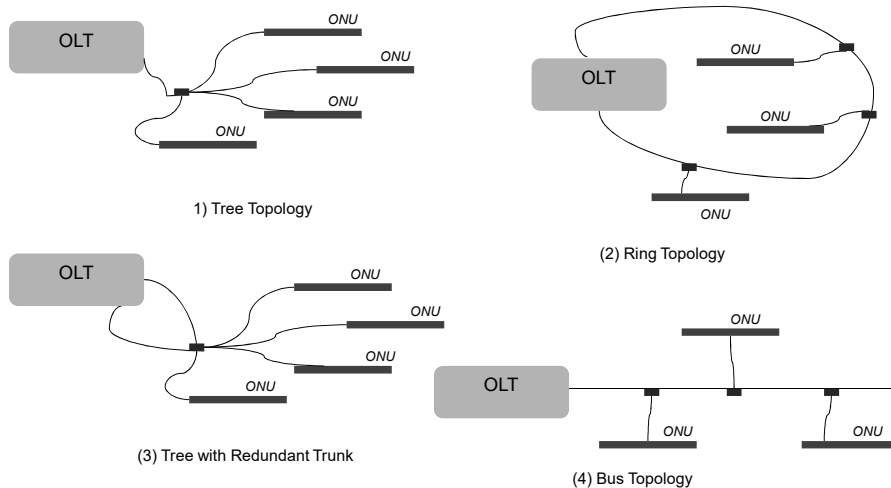 OLT
ONU
ONU
ONU
ONU
1) Tree Topology
OLT
ONU
ONU
ONU
(2) Ring Topology
OLT
ONU
ONU
ONU
ONU
(3) Tree with Redundant Trunk
OLT
ONU
ONU
ONU
(4) Bus Topology